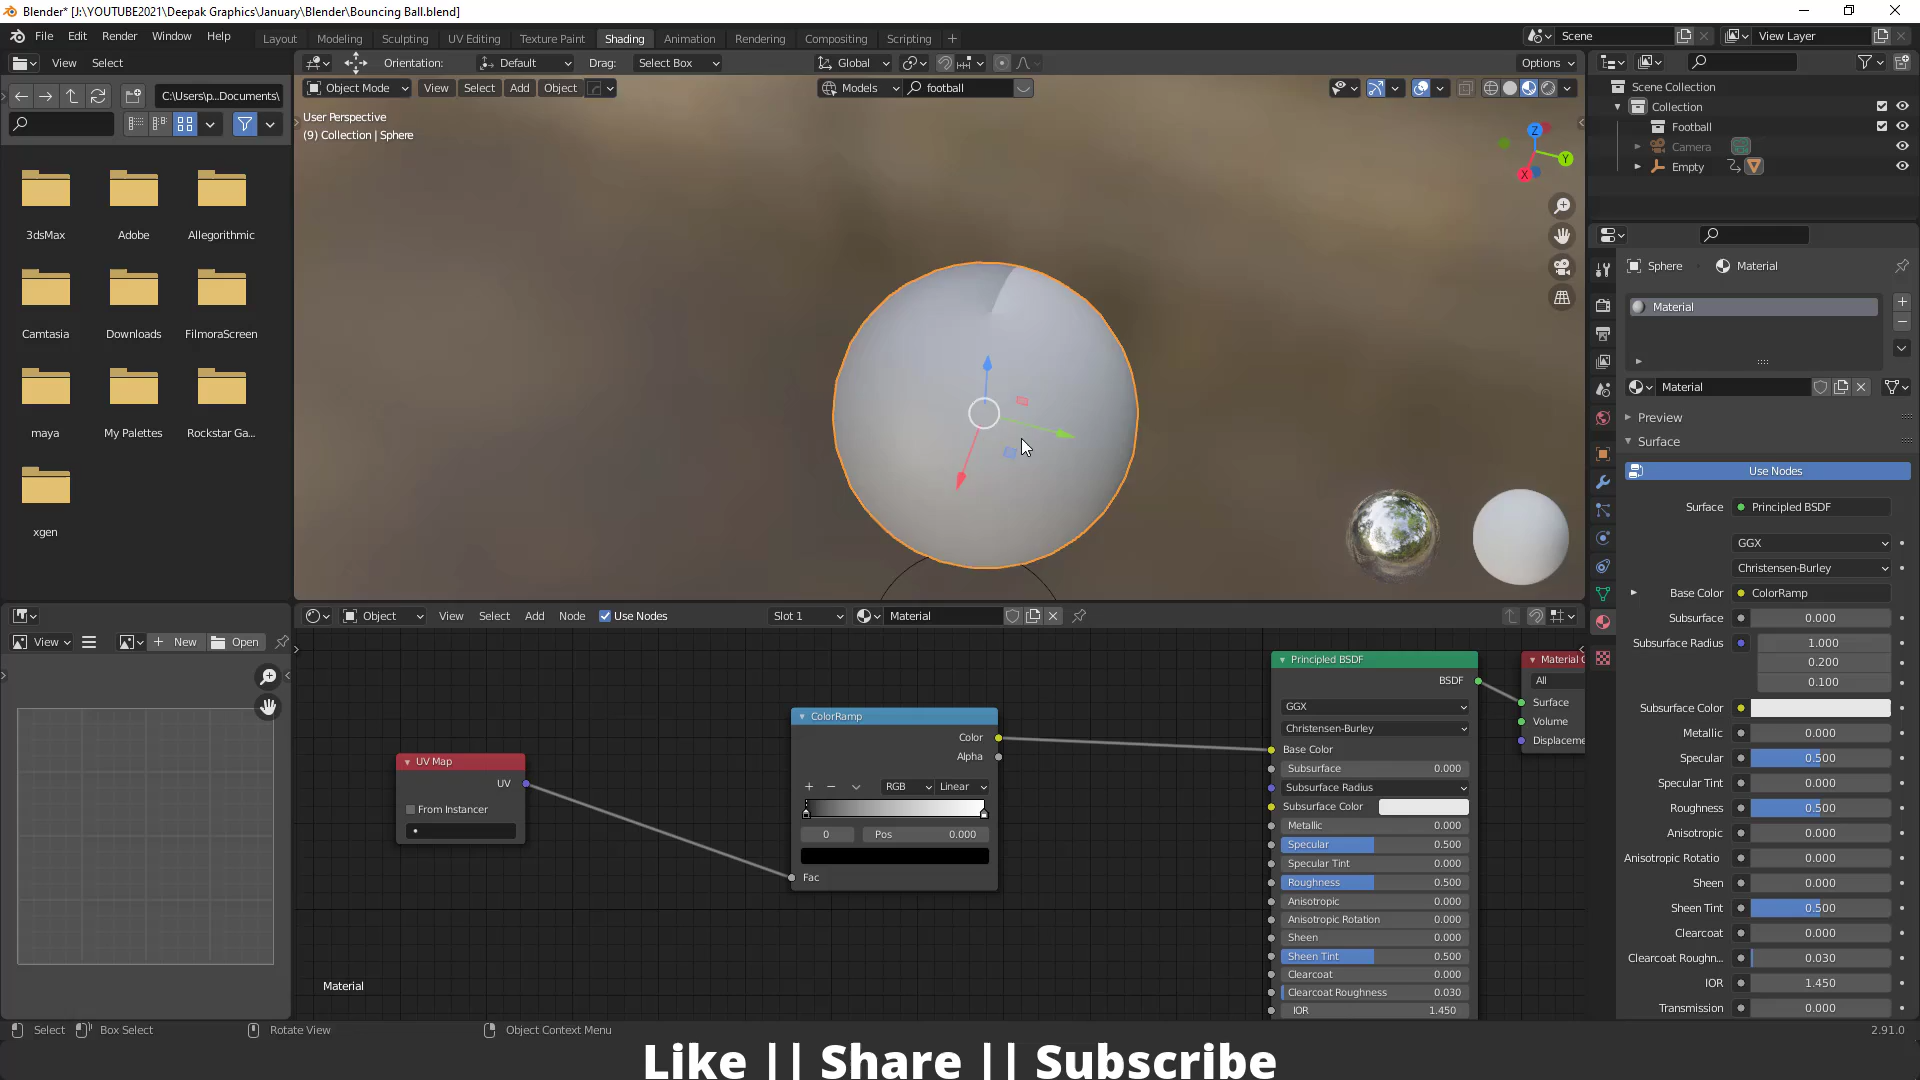 Blender* [J:\YOUTUBE2021\Deepak Graphics\January\Blender\Bouncing Ball.blend]
File Edit Render Window Help
Layout Modeling Sculpting UV Editing Texture Paint Shading Animation Rendering Compositing Scripting +
Scene View Layer
View Select
Orientation: Default Drag: Select Box Global Options
C:\Users\p...Documents\
Object Mode View Select Add Object Models football
User Perspective
(9) Collection | Sphere
Z
Y
X
3dsMax Adobe Allegorithmic
Camtasia Downloads FilmoraScreen
maya My Palettes Rockstar Ga...
xgen
Scene Collection
Collection
Football
Camera
Empty
Sphere Material
Material
Material
Preview
Surface
Use Nodes
Surface Principled BSDF
GGX
Christensen-Burley
Base Color ColorRamp
Subsurface 0.000
Subsurface Radius 1.000
0.200
0.100
Subsurface Color
Metallic 0.000
Specular 0.500
Specular Tint 0.000
Roughness 0.500
Anisotropic 0.000
Anisotropic Rotatio 0.000
Sheen 0.000
Sheen Tint 0.500
Clearcoat 0.000
Clearcoat Roughn... 0.030
IOR 1.450
Transmission 0.000
View New Open
Object View Select Add Node Use Nodes Slot 1 Material
UV Map
UV
From Instancer
ColorRamp
Color
Alpha
RGB Linear
0 Pos 0.000
Fac
Principled BSDF
BSDF
GGX
Christensen-Burley
Base Color
Subsurface 0.000
Subsurface Radius
Subsurface Color
Metallic 0.000
Specular 0.500
Specular Tint 0.000
Roughness 0.500
Anisotropic 0.000
Anisotropic Rotation 0.000
Sheen 0.000
Sheen Tint 0.500
Clearcoat 0.000
Clearcoat Roughness 0.030
IOR 1.450
Material O
All
Surface
Volume
Displaceme
Material
Select Box Select Rotate View Object Context Menu 2.91.0
Like || Share || Subscribe